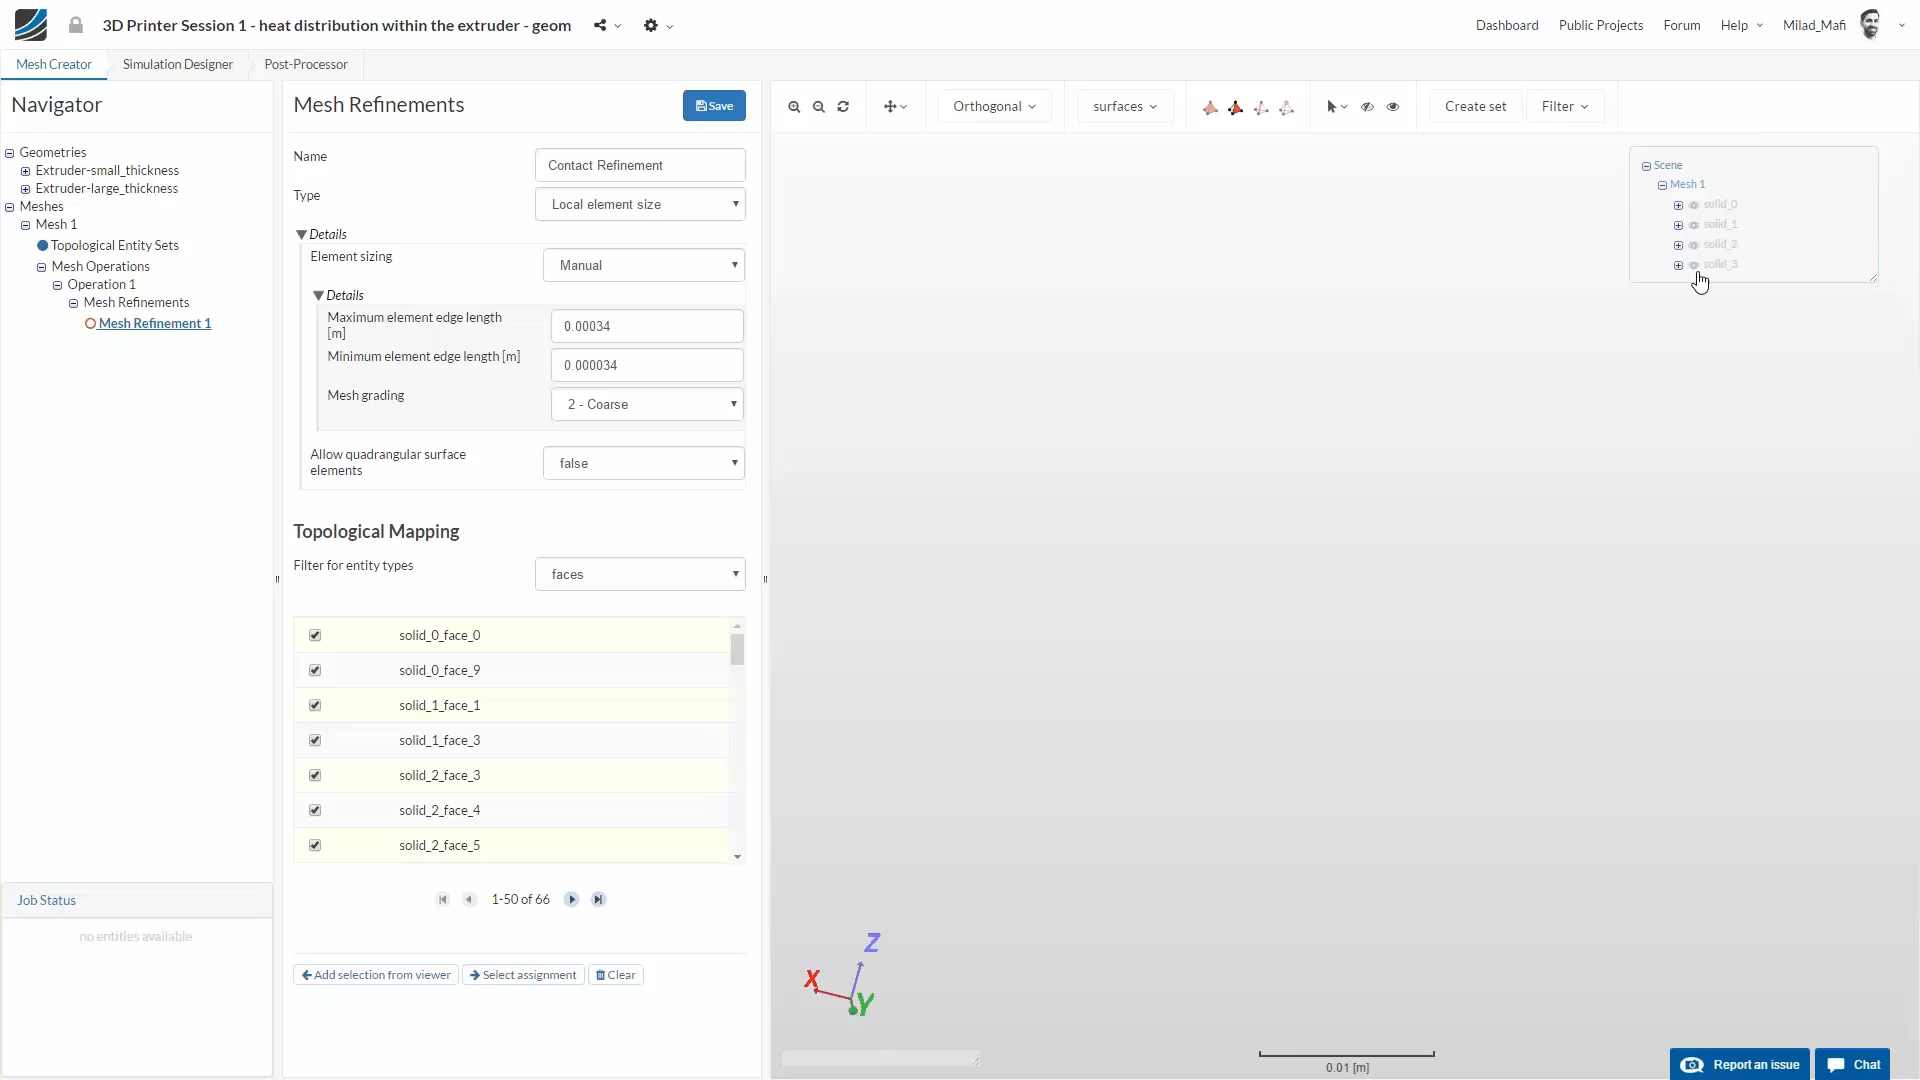 3D Printer Session 1 - heat distribution within the extruder - geom
Dashboard
Public Projects
Forum
Help
Milad_Mafi
Mesh Creator
Simulation Designer
Post-Processor
Navigator
Geometries
Extruder-small_thickness
Extruder-large_thickness
Meshes
Mesh 1
Topological Entity Sets
Mesh Operations
Operation 1
Mesh Refinements
Mesh Refinement 1
Job Status
no entities available
Mesh Refinements
Save
Name
Contact Refinement
Type
Local element size
Details
Element sizing
Manual
Details
Maximum element edge length
[m]
0.00034
Minimum element edge length [m]
0.000034
Mesh grading
2 - Coarse
Allow quadrangular surface
elements
false
Topological Mapping
Filter for entity types
faces
solid_0_face_0
solid_0_face_9
solid_1_face_1
solid_1_face_3
solid_2_face_3
solid_2_face_4
solid_2_face_5
1-50 of 66
Add selection from viewer
Select assignment
Clear
Orthogonal
surfaces
Create set
Filter
Scene
Mesh 1
solid_0
solid_1
solid_2
solid_3
Z
X
Y
0.01 [m]
Report an issue
Chat